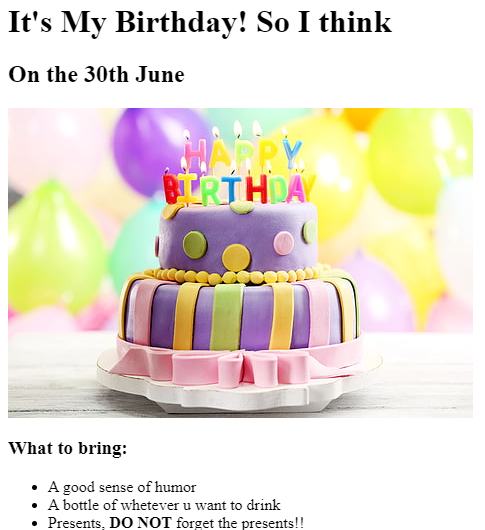 It's My Birthday! So I think
On the 30th June
HAPPY
BIRTHDAY
What to bring:
A good sense of humor
A bottle of whetever u want to drink
Presents, DO NOT forget the presents!!